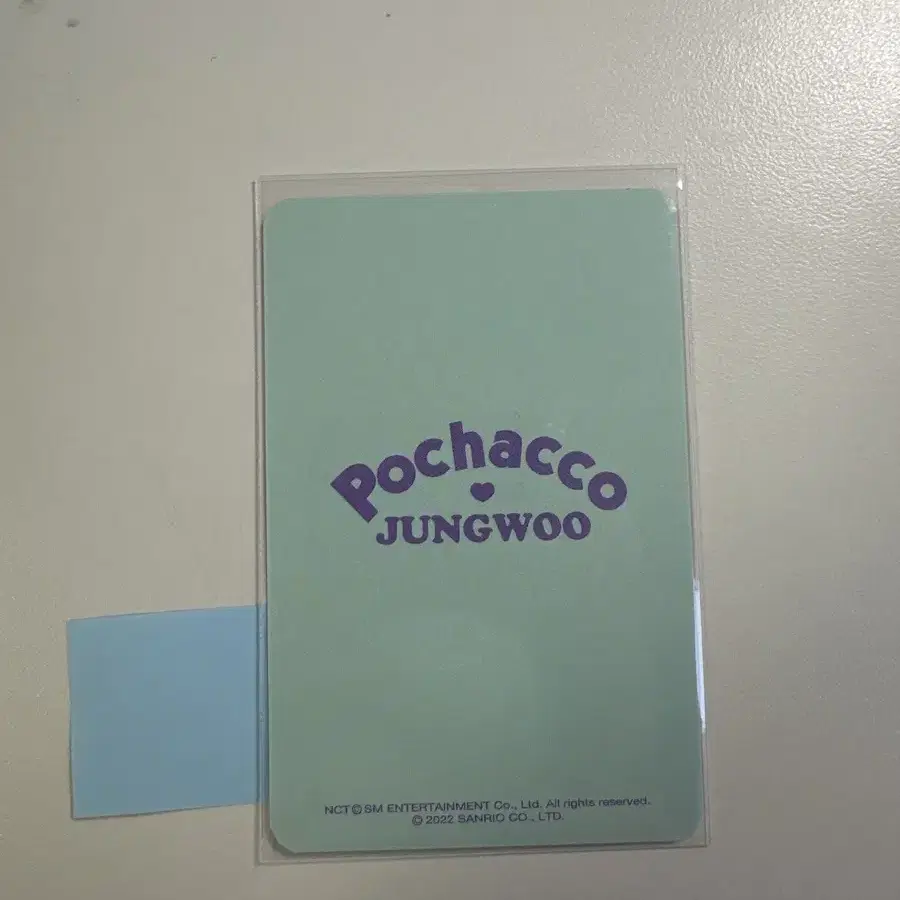 Pochacco
JUNGWOO
NCT©SM ENTERTAINMENT Co., Ltd. All rights reserved.
© 2022 SANRIO CO., LTD.